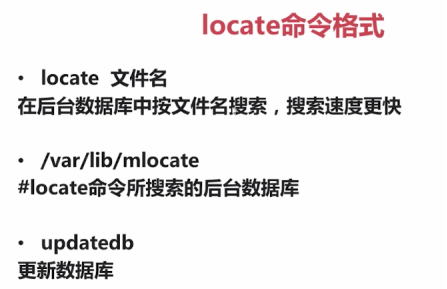 locate命令格式
• locate 文件名
在后台数据库中按文件名搜索，搜索速度更快
• /var/lib/mlocate
#locate命令所搜索的后台数据库
• updatedb
更新数据库